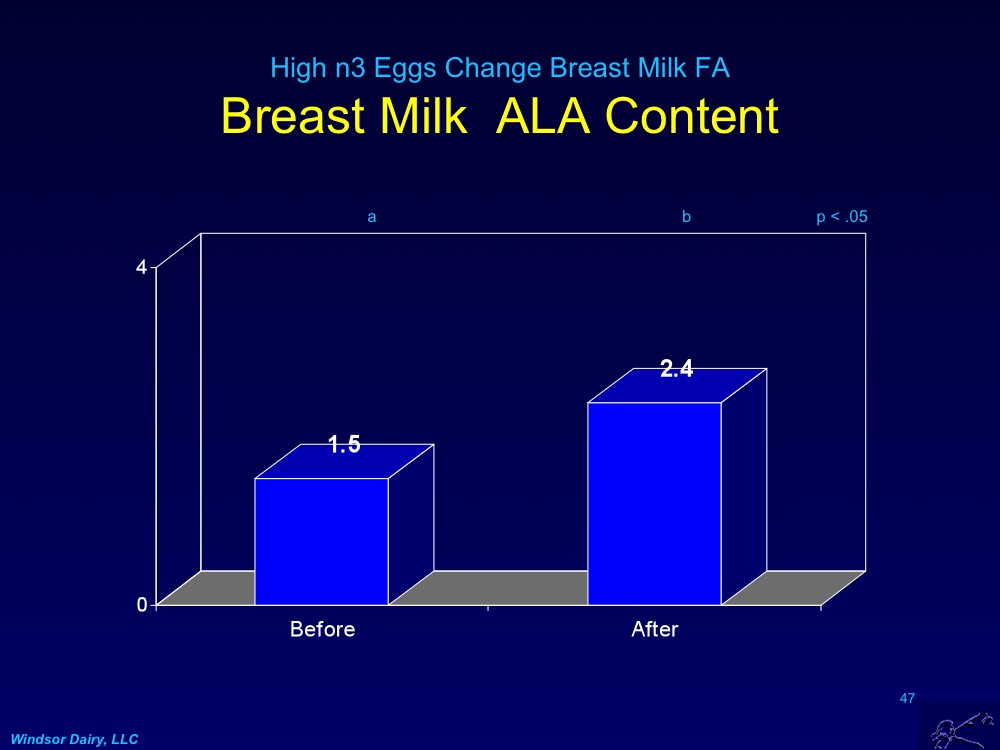 High n3 Eggs Change Breast Milk FA
Breast Milk  ALA Content
a b p < .05
4
2.4
1.5
0
Before After
47
Windsor Dairy, LLC